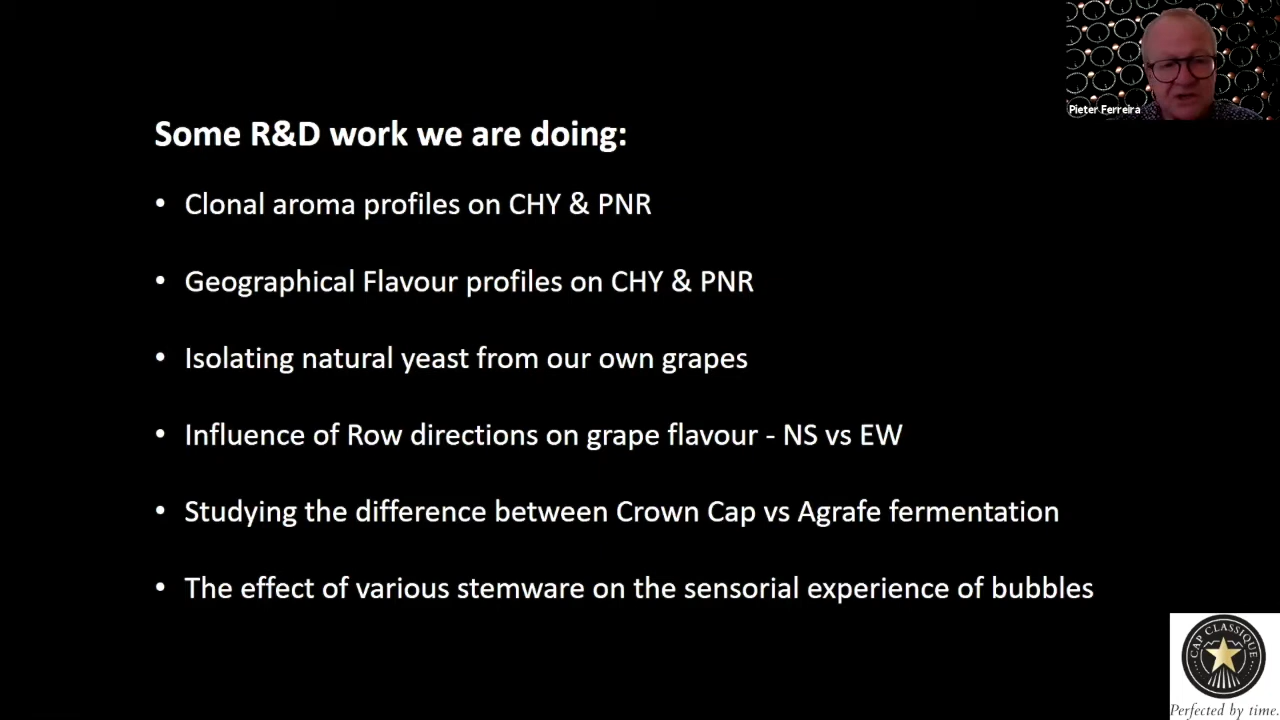 Pieter Ferreira
Some R&D work we are doing:
• Clonal aroma profiles on CHY & PNR
• Geographical Flavour profiles on CHY & PNR
• Isolating natural yeast from our own grapes
• Influence of Row directions on grape flavour - NS vs EW
• Studying the difference between Crown Cap vs Agrafe fermentation
• The effect of various stemware on the sensorial experience of bubbles
CAP CLASSIQUE
Perfected by time.